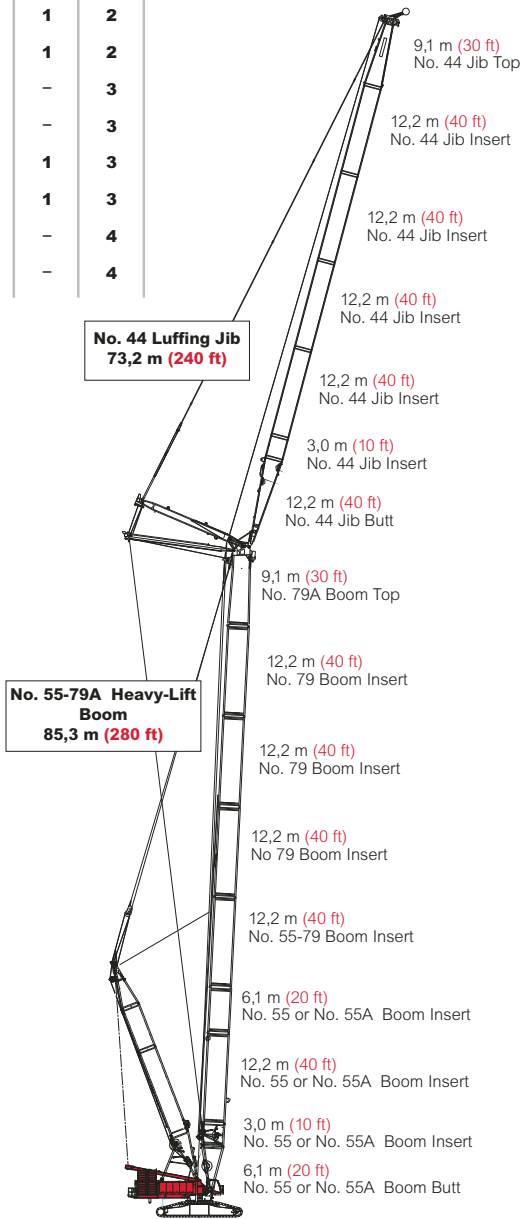 1 2
1 2
– 3
– 3
1 3
1 3
– 4
– 4
9,1 m (30 ft)
No. 44 Jib Top
12,2 m (40 ft)
No. 44 Jib Insert
12,2 m (40 ft)
No. 44 Jib Insert
12,2 m (40 ft)
No. 44 Jib Insert
No. 44 Luffing Jib
73,2 m (240 ft)
12,2 m (40 ft)
No. 44 Jib Insert
3,0 m (10 ft)
No. 44 Jib Insert
12,2 m (40 ft)
No. 44 Jib Butt
9,1 m (30 ft)
No. 79A Boom Top
12,2 m (40 ft)
No. 79 Boom Insert
No. 55-79A Heavy-Lift
Boom
85,3 m (280 ft)
12,2 m (40 ft)
No. 79 Boom Insert
12,2 m (40 ft)
No 79 Boom Insert
12,2 m (40 ft)
No. 55-79 Boom Insert
6,1 m (20 ft)
No. 55 or No. 55A Boom Insert
12,2 m (40 ft)
No. 55 or No. 55A Boom Insert
3,0 m (10 ft)
No. 55 or No. 55A Boom Insert
6,1 m (20 ft)
No. 55 or No. 55A Boom Butt